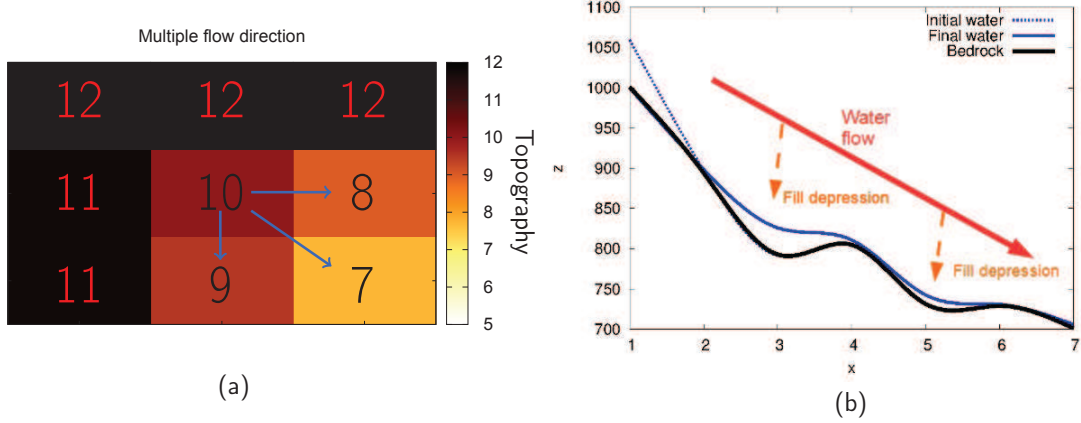 Multiple flow direction
12 12 12
11 10 8
11 9 7
12
11
10
9
8
7
6
5
Topography
(a)
1100
1050
1000
950
900
850
800
750
700
z
1 2 3 4 5 6 7
x
Initial water
Final water
Bedrock
Water
flow
Fill depression
Fill depression
(b)